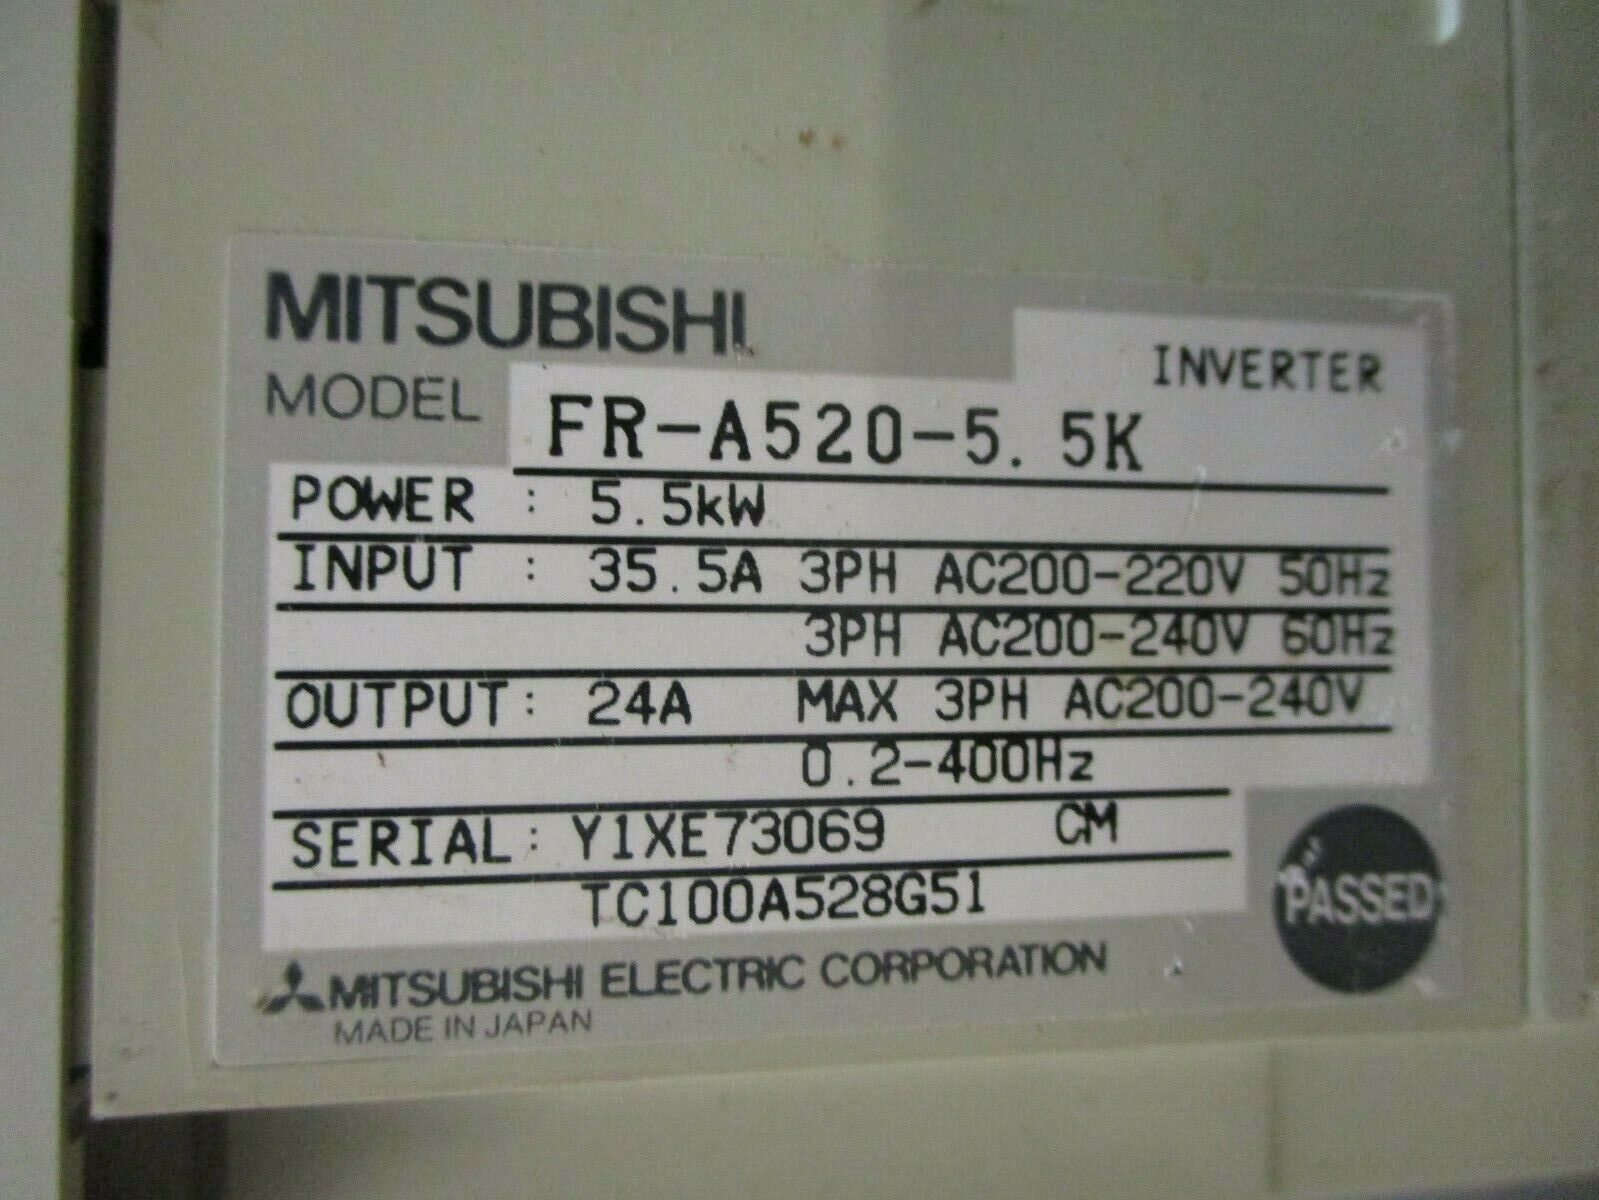 MITSUBISHI
INVERTER
MODEL FR-A520-5.5K
POWER : 5.5kW
INPUT : 35.5A 3PH AC200-220V 50Hz
3PH AC200-240V 60Hz
OUTPUT: 24A MAX 3PH AC200-240V
0.2-400Hz
SERIAL: Y1XE73069 CM
TC100A528G51
PASSED
MITSUBISHI ELECTRIC CORPORATION
MADE IN JAPAN